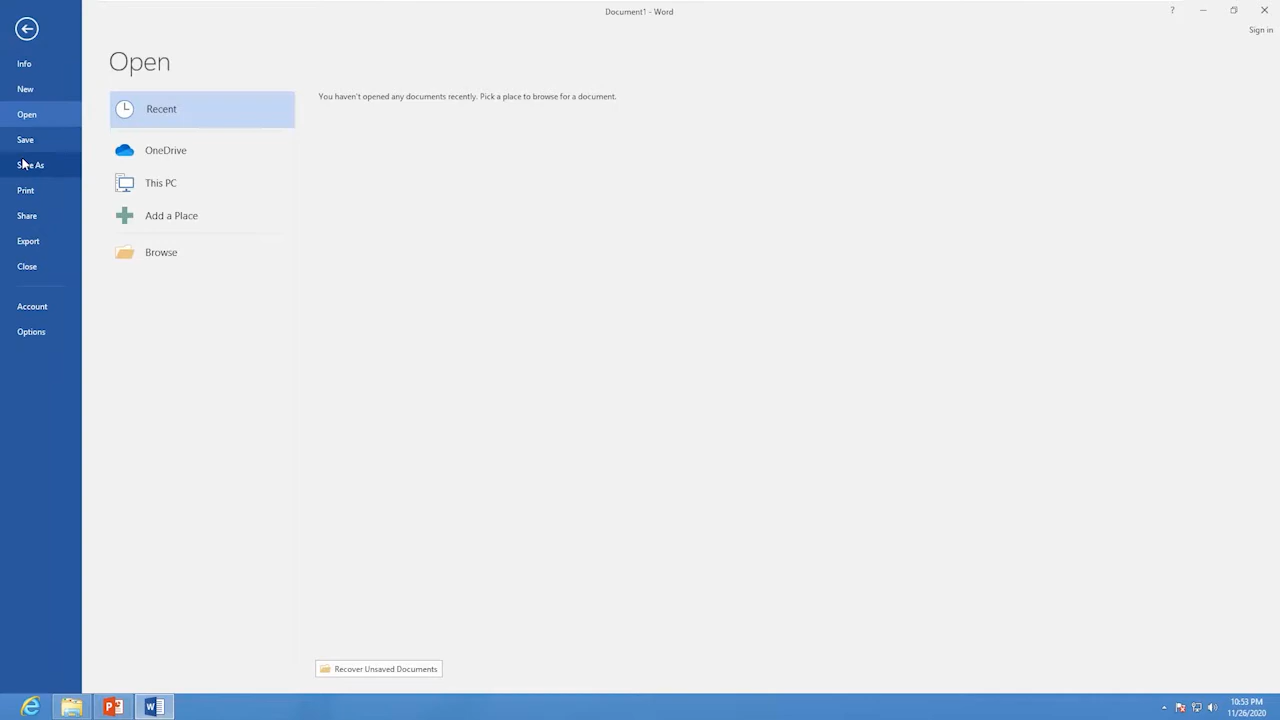 Document1 - Word
?
Sign in
Info
New
Open
Save
Save As
Print
Share
Export
Close
Account
Options
Open
Recent
OneDrive
This PC
Add a Place
Browse
You haven't opened any documents recently. Pick a place to browse for a document.
Recover Unsaved Documents
10:53 PM
11/26/2020